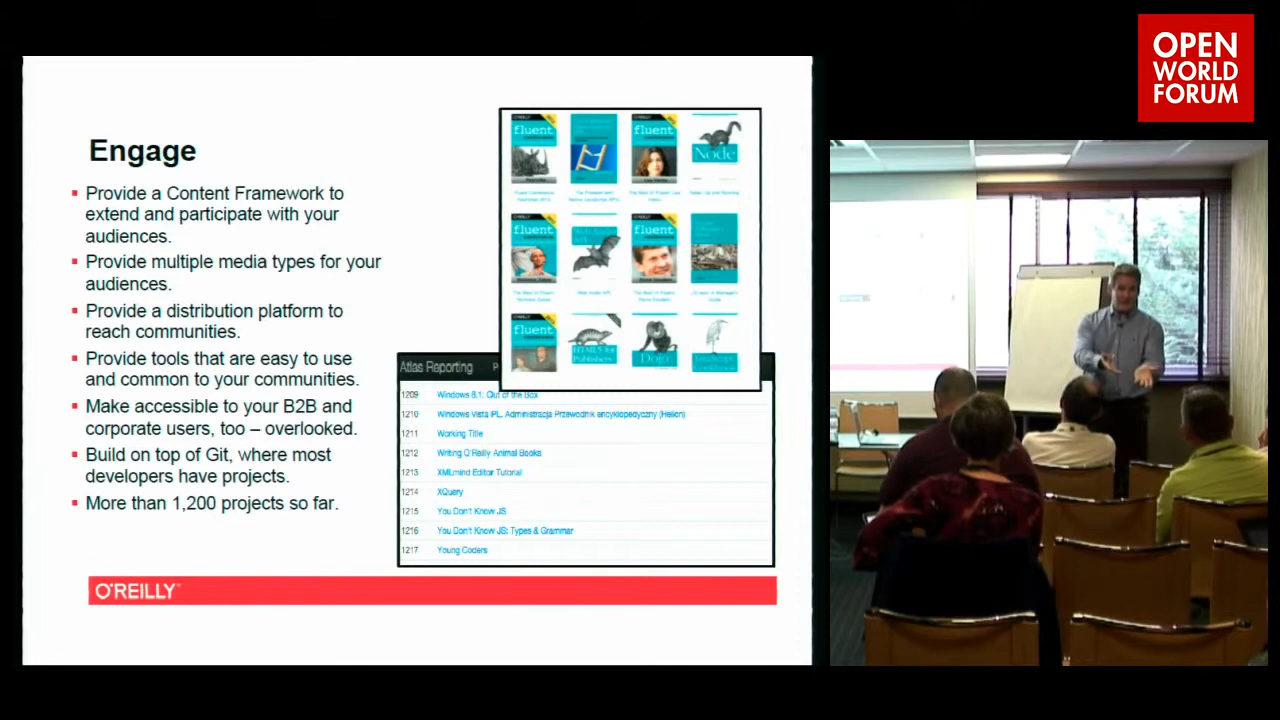 OPEN
WORLD
FORUM
Engage
Provide a Content Framework to
extend and participate with your
audiences.
Provide multiple media types for your
audiences.
Provide a distribution platform to
reach communities.
Provide tools that are easy to use
and common to your communities.
Make accessible to your B2B and
corporate users, too – overlooked.
Build on top of Git, where most
developers have projects.
More than 1,200 projects so far.
fluent
fluent
Node
fluent
fluent
fluent
HTML5 for
Publishers
Dojo
JavaScript
Cookbook
Atlas Reporting
1209 Windows 8.1: Out of the Box
1210 Windows Vista PL. Administracja Przewodnik encyklopedyczny (Helion)
1211 Working Title
1212 Writing O'Reilly Animal Books
1213 XMLmind Editor Tutorial
1214 XQuery
1215 You Don't Know JS
1216 You Don't Know JS: Types & Grammar
1217 Young Coders
O'REILLY™